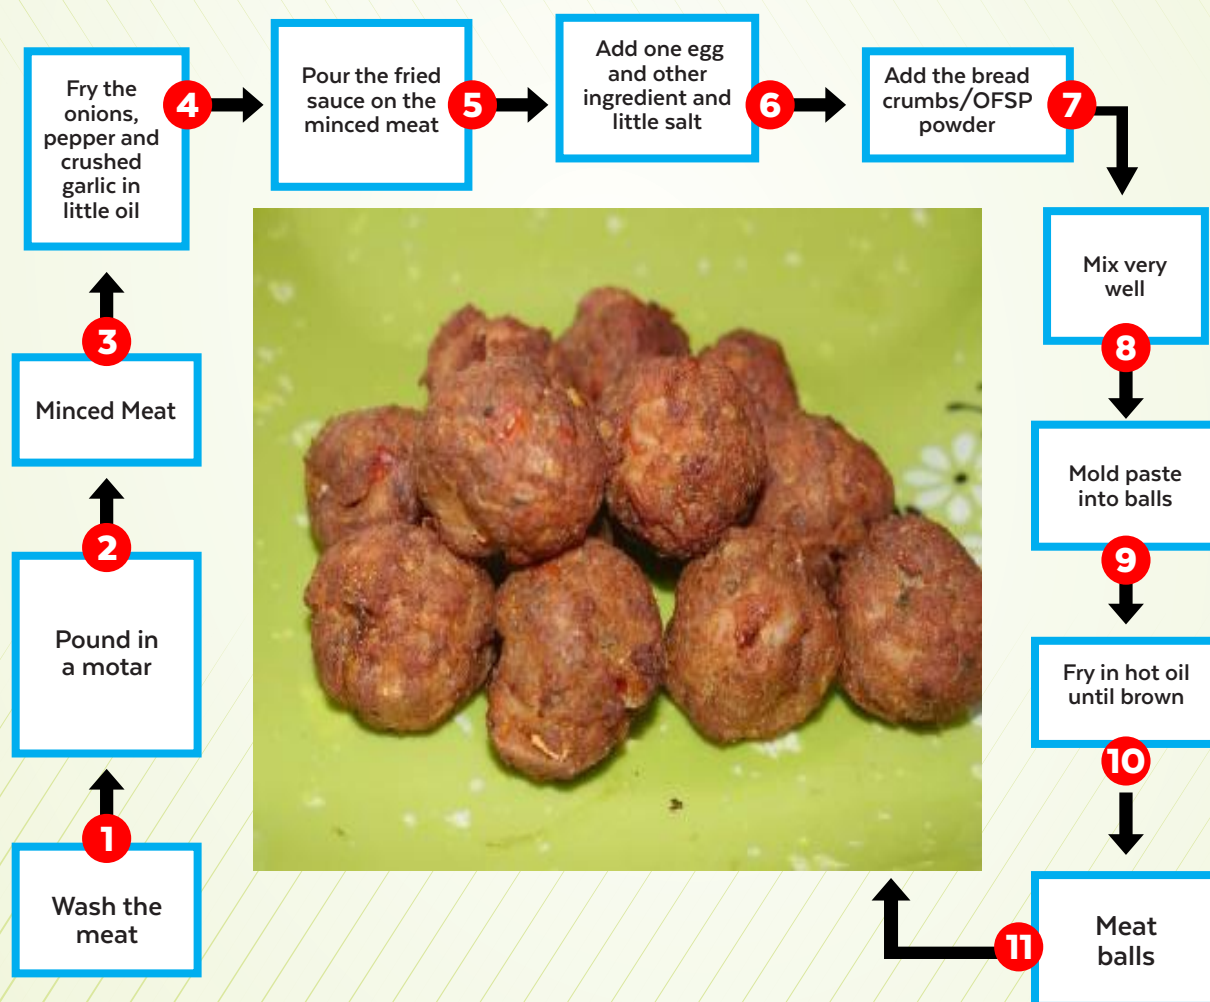 1
Wash the
meat
2
Pound in
a motar
3
Minced Meat
4
Fry the
onions,
pepper and
crushed
garlic in
little oil
5
Pour the fried
sauce on the
minced meat
6
Add one egg
and other
ingredient and
little salt
7
Add the bread
crumbs/OFSP
powder
8
Mix very
well
9
Mold paste
into balls
10
Fry in hot oil
until brown
11
Meat
balls